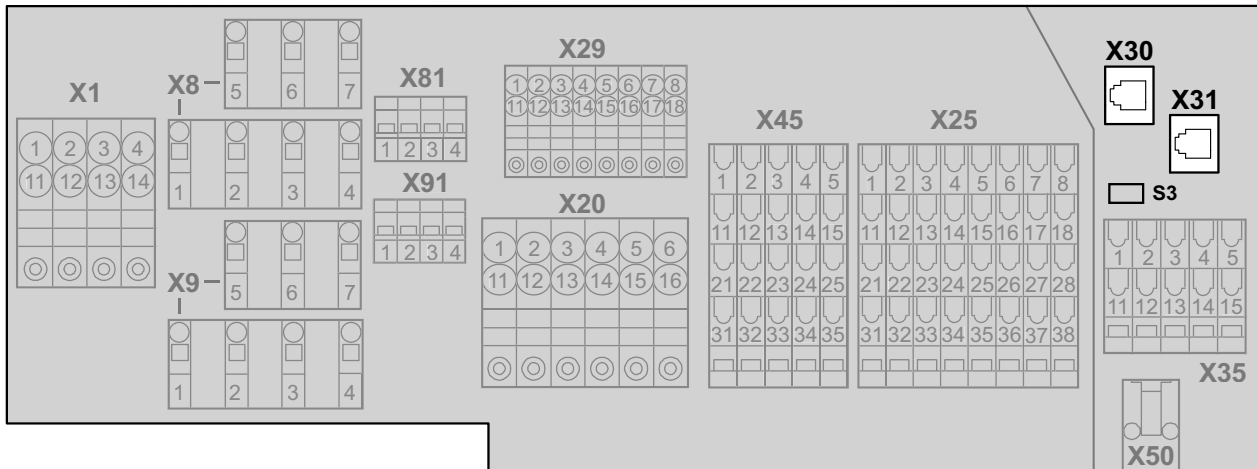 X1
1 2 3 4
11 12 13 14
X8
5 6 7
1 2 3 4
X9
5 6 7
1 2 3 4
X81
1 2 3 4
X91
1 2 3 4
X29
1 2 3 4 5 6 7 8
11 12 13 14 15 16 17 18
X20
1 2 3 4 5 6
11 12 13 14 15 16
X45
1 2 3 4 5
11 12 13 14 15
21 22 23 24 25
31 32 33 34 35
X25
1 2 3 4 5 6 7 8
11 12 13 14 15 16 17 18
21 22 23 24 25 26 27 28
31 32 33 34 35 36 37 38
X30
X31
S3
1 2 3 4 5
11 12 13 14 15
X35
X50